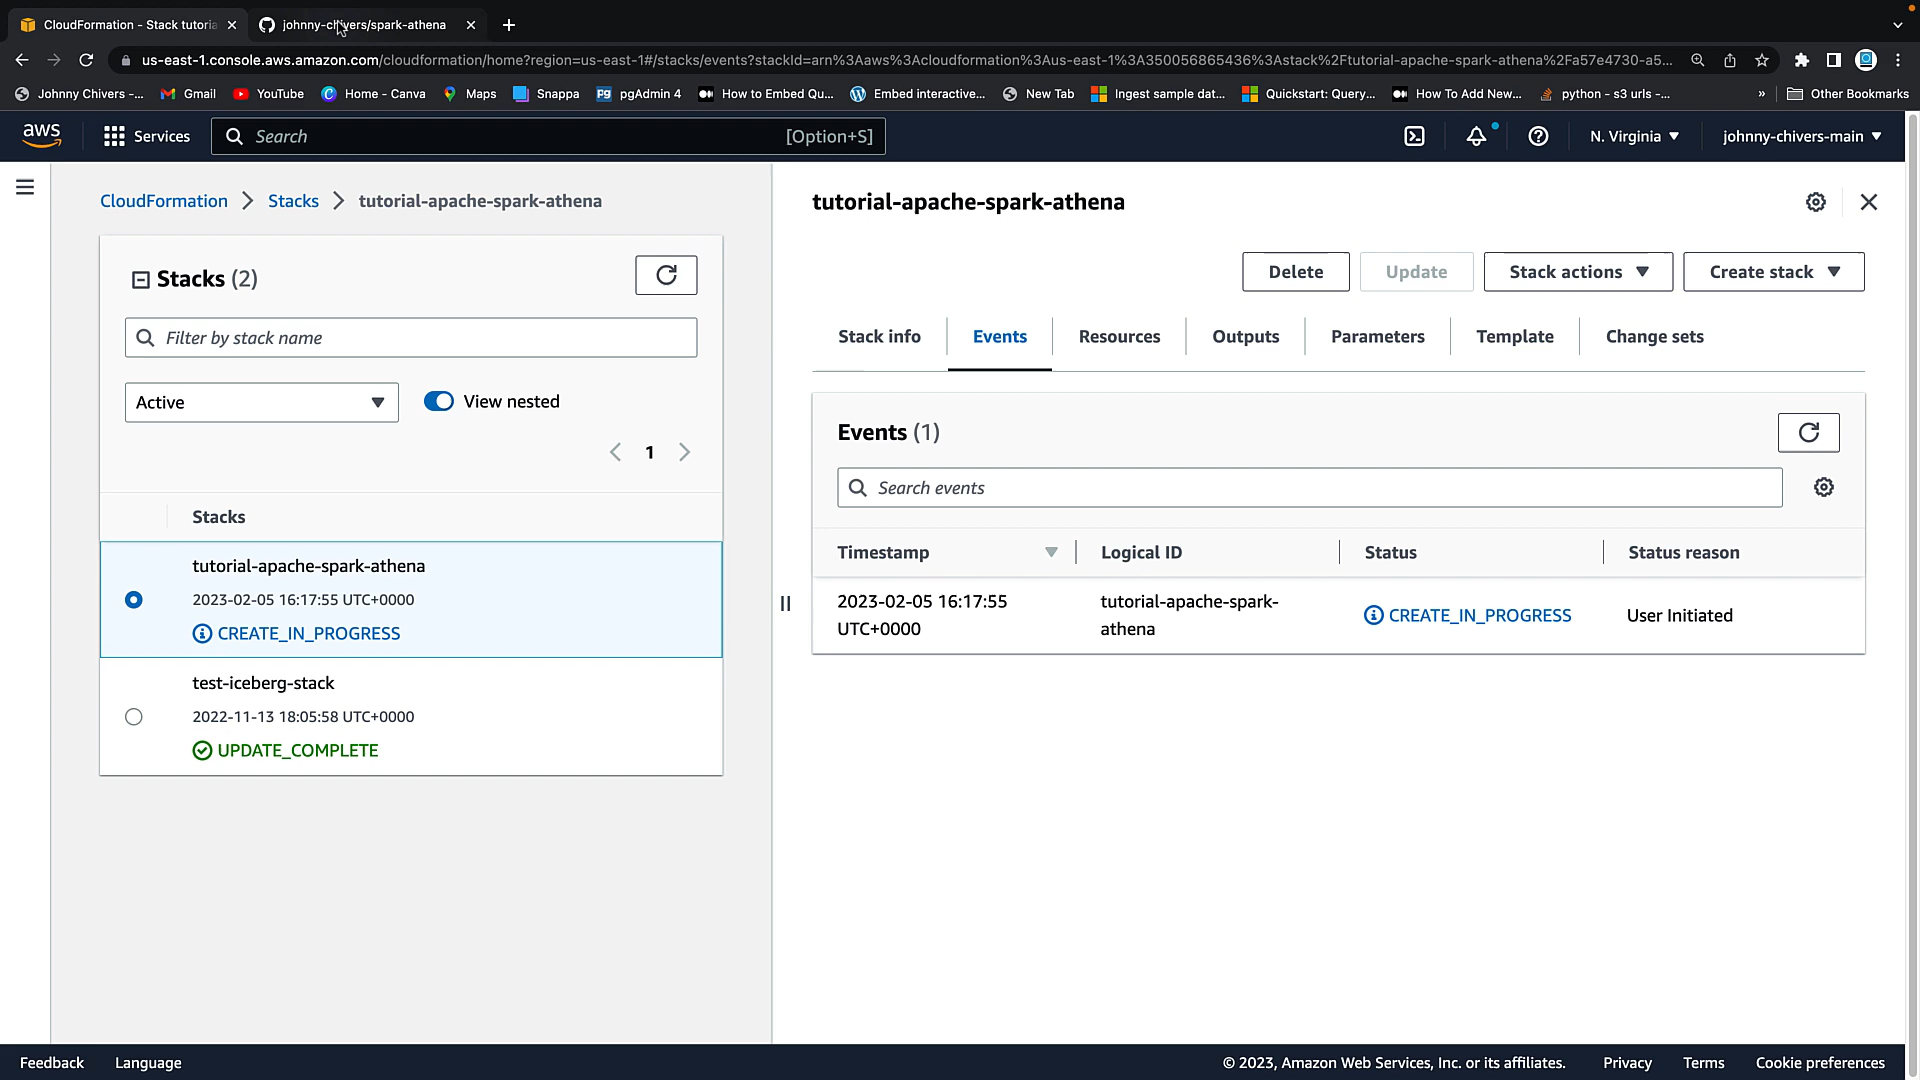 CloudFormation - Stack tutoria
johnny-chivers/spark-athena
us-east-1.console.aws.amazon.com/cloudformation/home?region=us-east-1#/stacks/events?stackId=arn%3Aaws%3Acloudformation%3Aus-east-1%3A350056865436%3Astack%2Ftutorial-apache-spark-athena%2Fa57e4730-a5...
Johnny Chivers -...
Gmail
YouTube
Home - Canva
Maps
Snappa
pgAdmin 4
How to Embed Qu...
Embed interactive...
New Tab
Ingest sample dat...
Quickstart: Query...
How To Add New...
python - s3 urls -...
»
Other Bookmarks
aws
Services
Search
[Option+S]
N. Virginia
johnny-chivers-main
CloudFormation
Stacks
tutorial-apache-spark-athena
Stacks (2)
Filter by stack name
Active
View nested
1
Stacks
tutorial-apache-spark-athena
2023-02-05 16:17:55 UTC+0000
CREATE_IN_PROGRESS
test-iceberg-stack
2022-11-13 18:05:58 UTC+0000
UPDATE_COMPLETE
tutorial-apache-spark-athena
Delete
Update
Stack actions
Create stack
Stack info
Events
Resources
Outputs
Parameters
Template
Change sets
Events (1)
Search events
Timestamp
Logical ID
Status
Status reason
2023-02-05 16:17:55
UTC+0000
tutorial-apache-spark-
athena
CREATE_IN_PROGRESS
User Initiated
Feedback
Language
© 2023, Amazon Web Services, Inc. or its affiliates.
Privacy
Terms
Cookie preferences